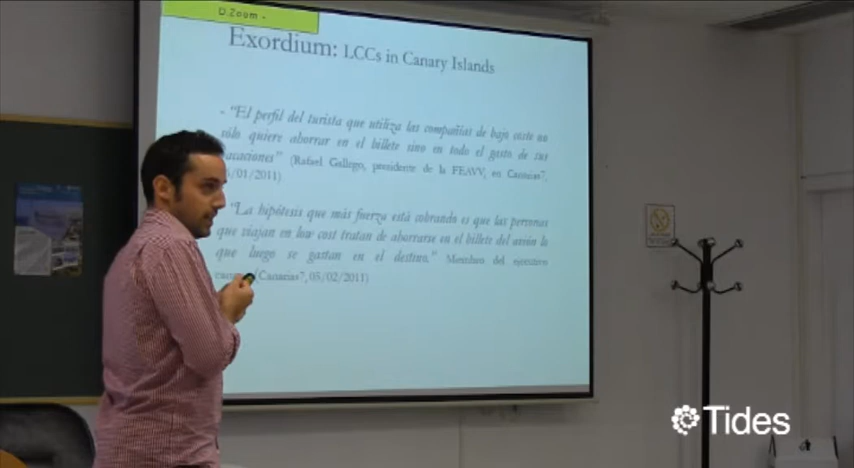 D.Zoom -
Exordium: LCCs in Canary Islands
- "El perfil del turista que utiliza las compañías de bajo coste no
sólo quiere ahorrar en el billete sino en todo el gasto de sus
vacaciones" (Rafael Gallego, presidente de la FEAVV, en Canarias7,
/01/2011)
"La hipótesis que más fuerza está cobrando es que las personas
que viajan en low cost tratan de ahorrarse en el billete del avión lo
que luego se gastan en el destino." Miembro del ejecutivo
(Canarias7, 05/02/2011)
Tides